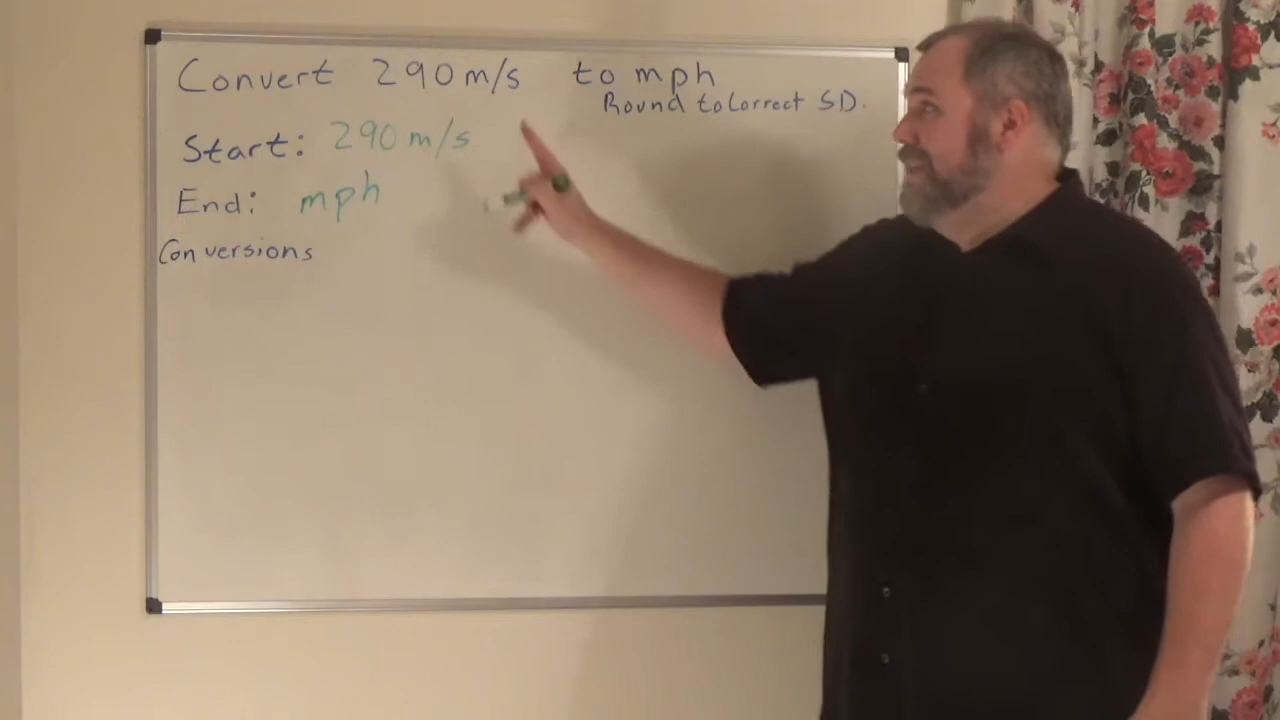 Convert 290 m/s to mph
Round to Correct SD.
Start: 290 m/s
End: mph
Conversions